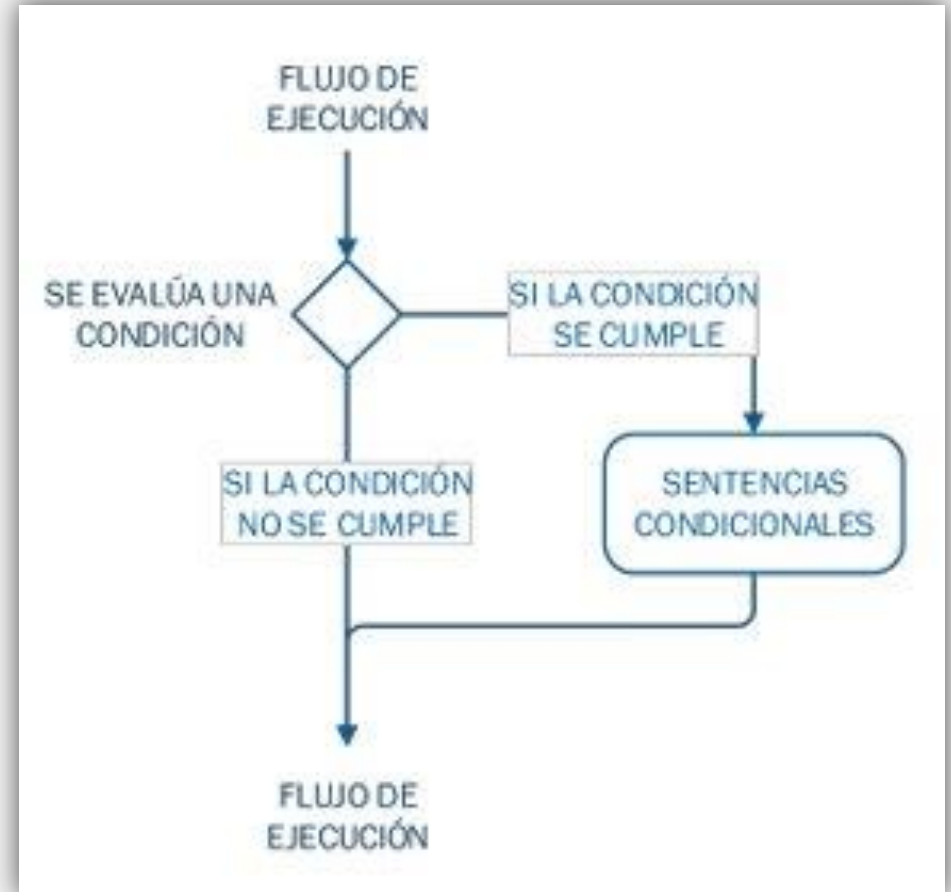 FLUJO DE
EJECUCIÓN
SE EVALÚA UNA
CONDICIÓN
SI LA CONDICIÓN
SE CUMPLE
SI LA CONDICIÓN
NO SE CUMPLE
SENTENCIAS
CONDICIONALES
FLUJO DE
EJECUCIÓN